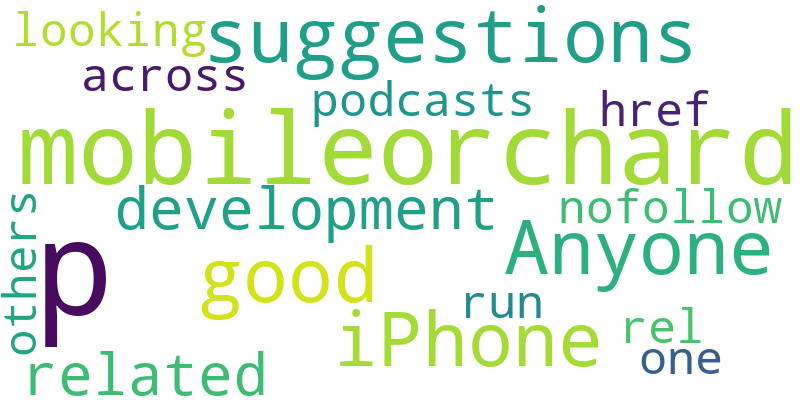 looking
suggestions
across
podcasts
href
mobileorchard
others
development
nofollow
p
good
Anyone
run
iPhone
rel
related
one